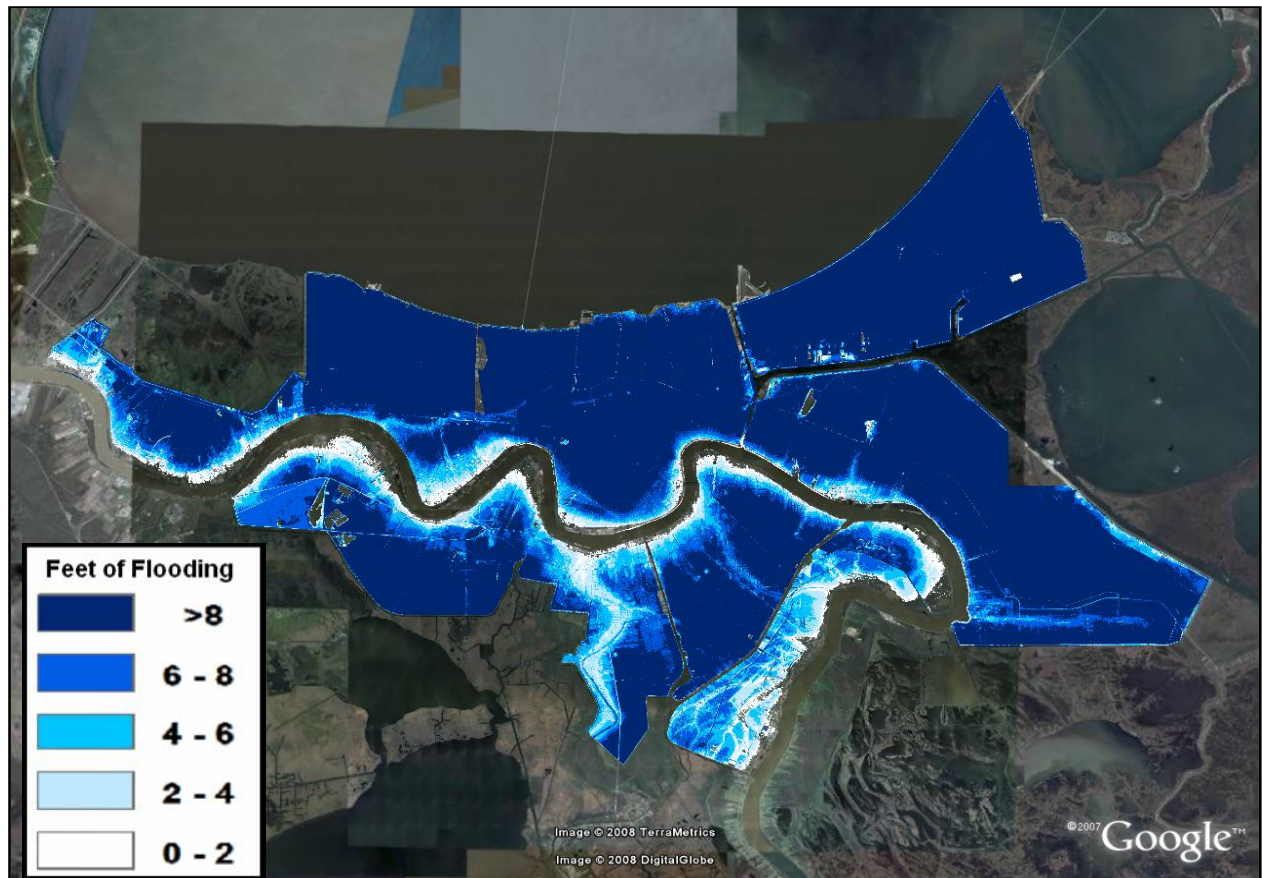 Feet of Flooding
>8
6 - 8
4 - 6
2 - 4
0 - 2
Image © 2008 TerraMetrics
Image © 2008 DigitalGlobe
©2007 Google™